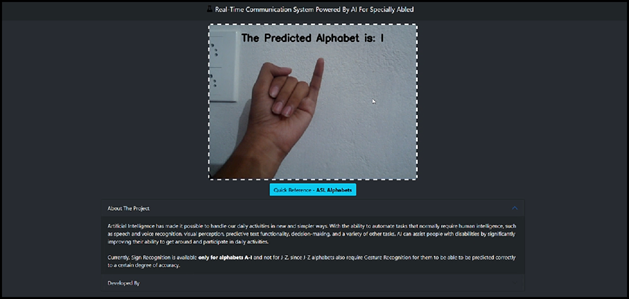 Real-Time Communication System Powered By AI For Specially Abled
The Predicted Alphabet is: I
Quick Reference - ASL Alphabets
About The Project
Artificial Intelligence has made it possible to handle our daily activities in new and simpler ways. With the ability to automate tasks that normally require human intelligence, such
as speech and voice recognition, visual perception, predictive text functionality, decision-making, and a variety of other tasks, AI can assist people with disabilities by significantly
improving their ability to get around and participate in daily activities.
Currently, Sign Recognition is available only for alphabets A-I and not for J-Z, since J-Z alphabets also require Gesture Recognition for them to be able to be predicted correctly
to a certain degree of accuracy.
Developed By